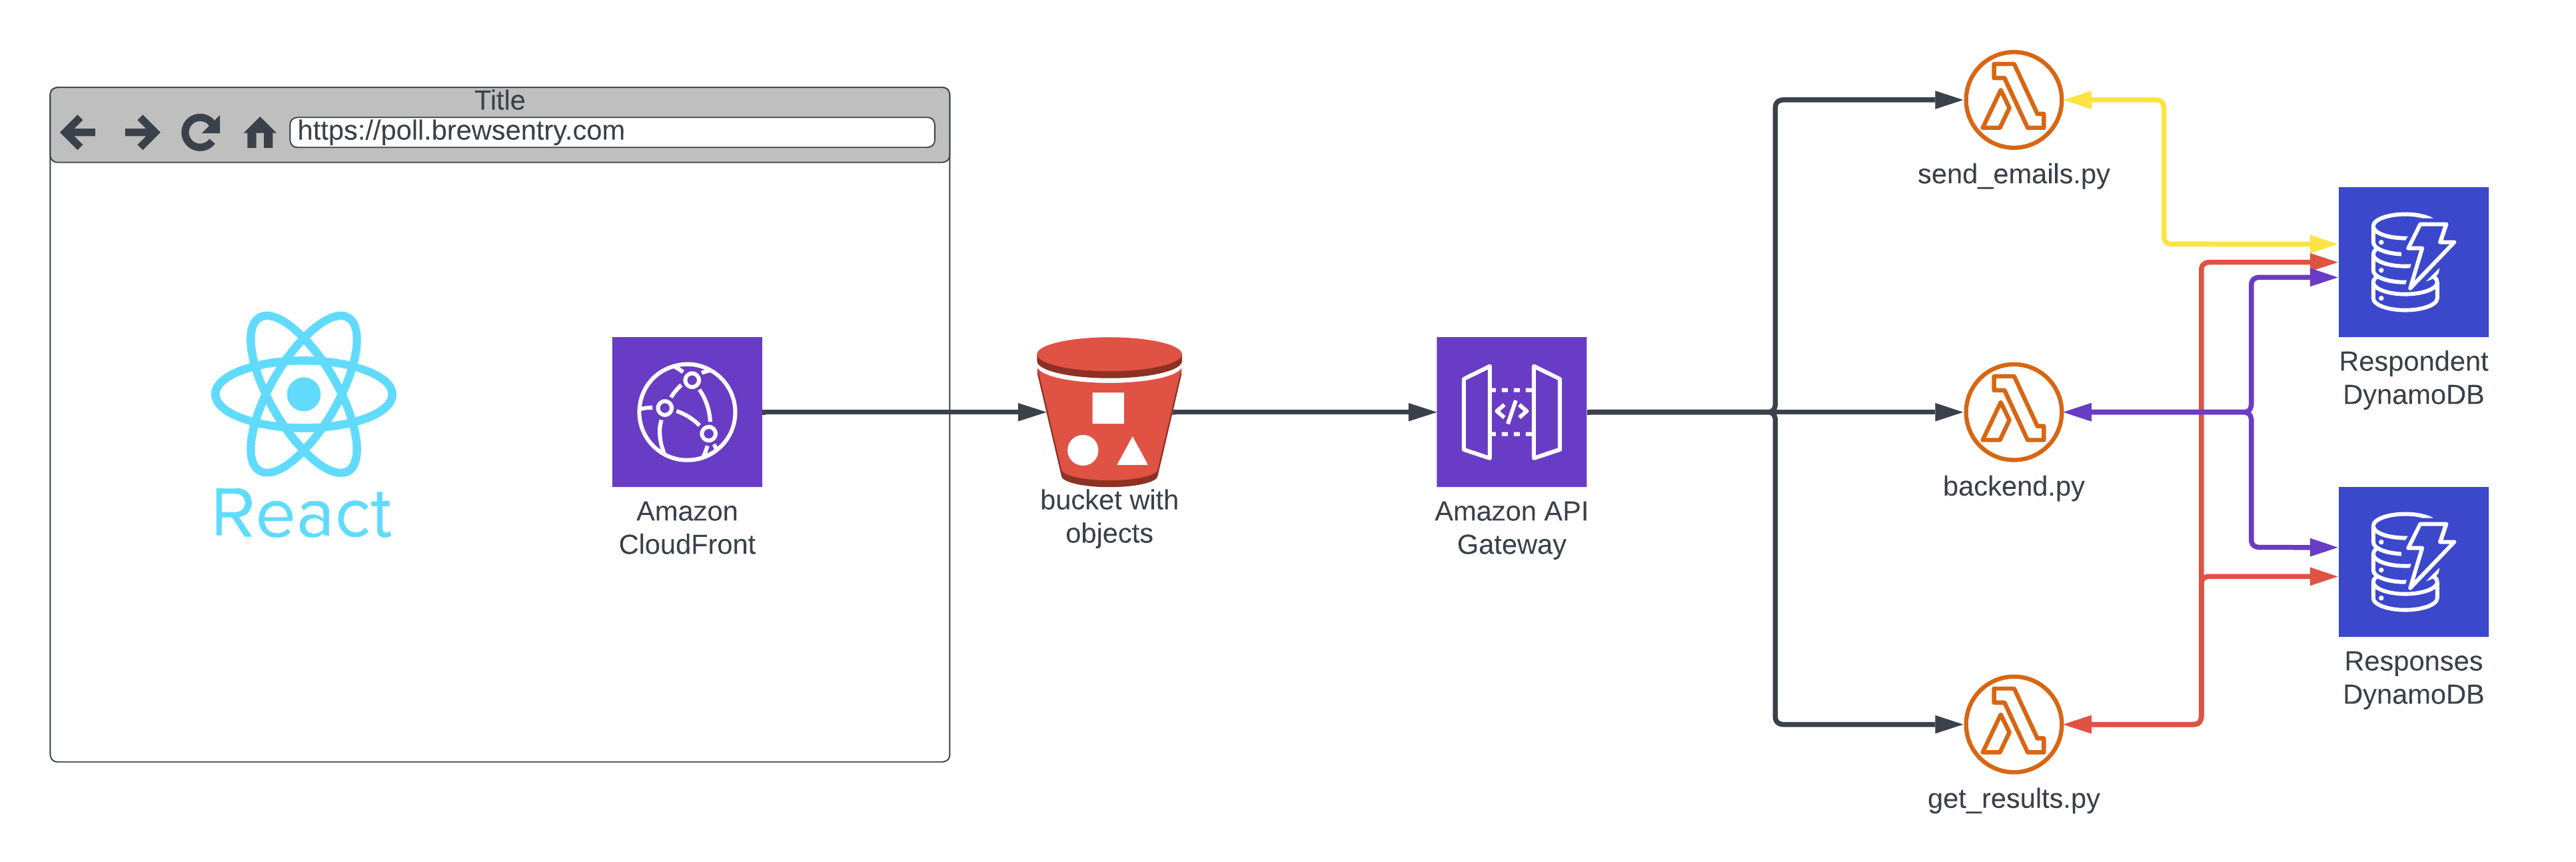 Title
https://poll.brewsentry.com
React
Amazon
CloudFront
bucket with
objects
Amazon API
Gateway
</>
send_emails.py
backend.py
get_results.py
Respondent
DynamoDB
Responses
DynamoDB